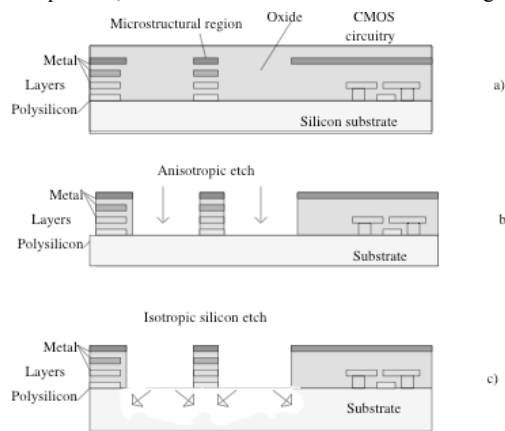 Microstructural region
Oxide
CMOS
circuitry
Metal
Layers
Polysilicon
Silicon substrate
a)
Anisotropic etch
Metal
Layers
Polysilicon
Substrate
b
Isotropic silicon etch
Metal
Layers
Polysilicon
Substrate
c)